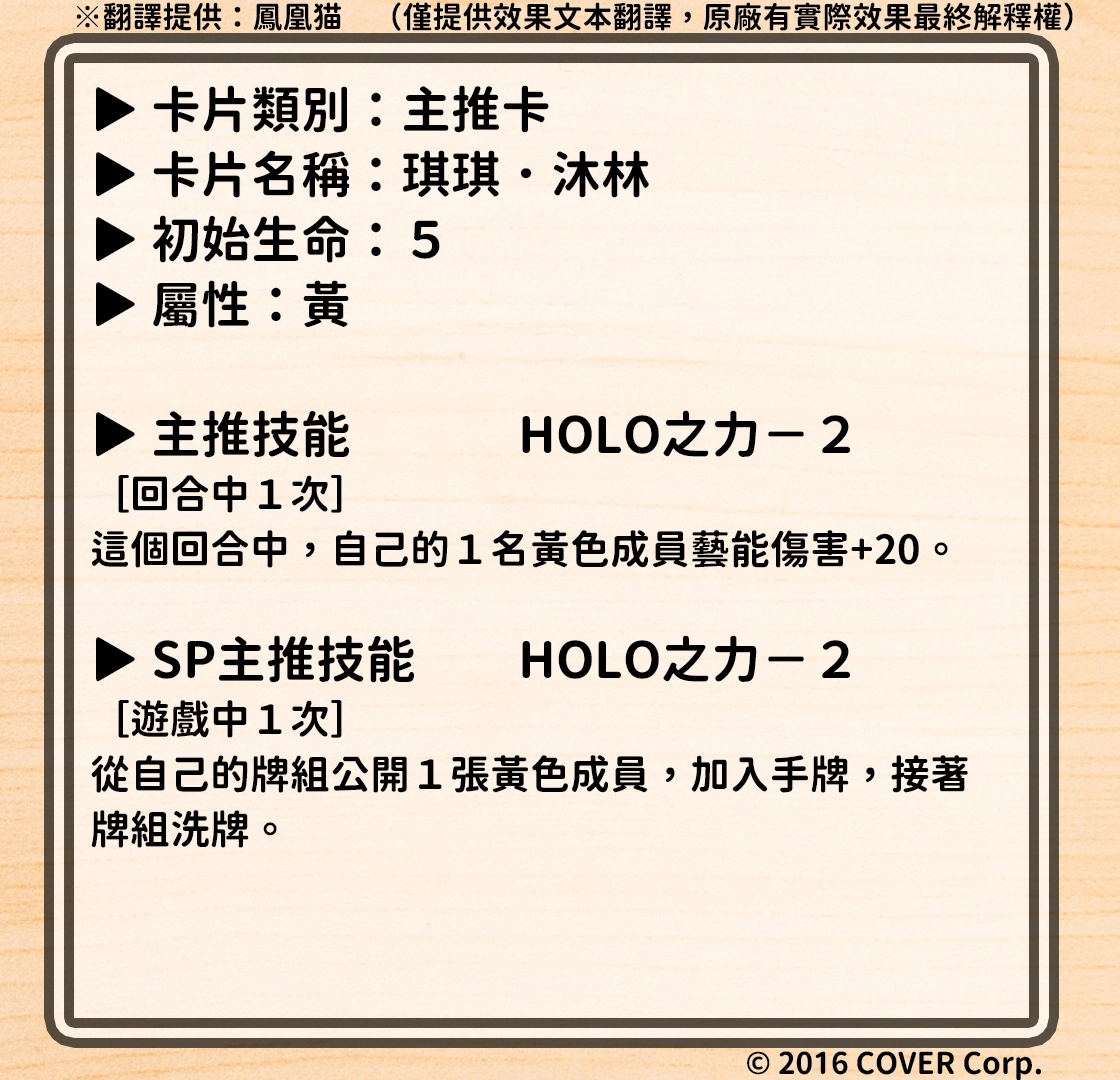 ※翻譯提供：鳳凰猫　（僅提供效果文本翻譯，原廠有實際效果最終解釋權）
▶ 卡片類別：主推卡
▶ 卡片名稱：琪琪・沐林
▶ 初始生命：５
▶ 屬性：黃
▶ 主推技能　　　HOLO之力－２
［回合中１次］
這個回合中，自己的１名黃色成員藝能傷害+20。
▶ SP主推技能　　HOLO之力－２
［遊戲中１次］
從自己的牌組公開１張黃色成員，加入手牌，接著
牌組洗牌。
© 2016 COVER Corp.